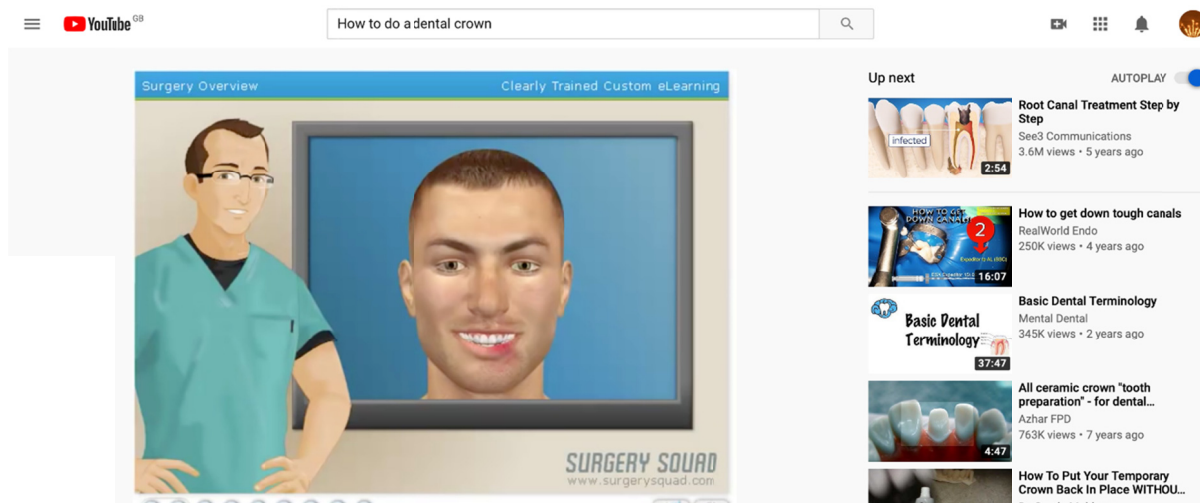 YouTube GB
How to do a dental crown
Surgery Overview
Clearly Trained Custom eLearning
SURGERY SQUAD
www.surgerysquad.com
Up next
AUTOPLAY
infected
2:54
Root Canal Treatment Step by
Step
See3 Communications
3.6M views • 5 years ago
HOW TO GET
DOWN CANAL
2
16:07
How to get down tough canals
RealWorld Endo
250K views • 4 years ago
Basic Dental
Terminology
37:47
Basic Dental Terminology
Mental Dental
345K views • 2 years ago
4:47
All ceramic crown "tooth
preparation" - for dental...
Azhar FPD
763K views • 7 years ago
How To Put Your Temporary
Crown Back In Place WITHOU...